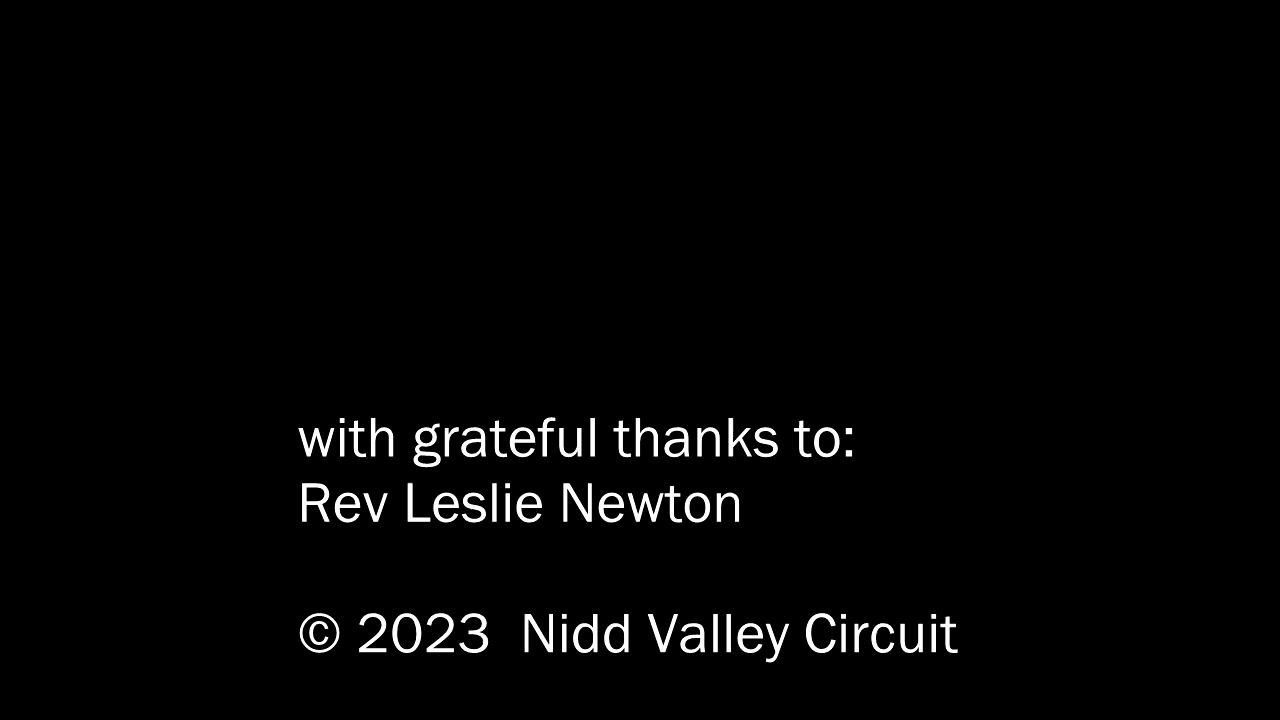 with grateful thanks to:
Rev Leslie Newton
© 2023  Nidd Valley Circuit